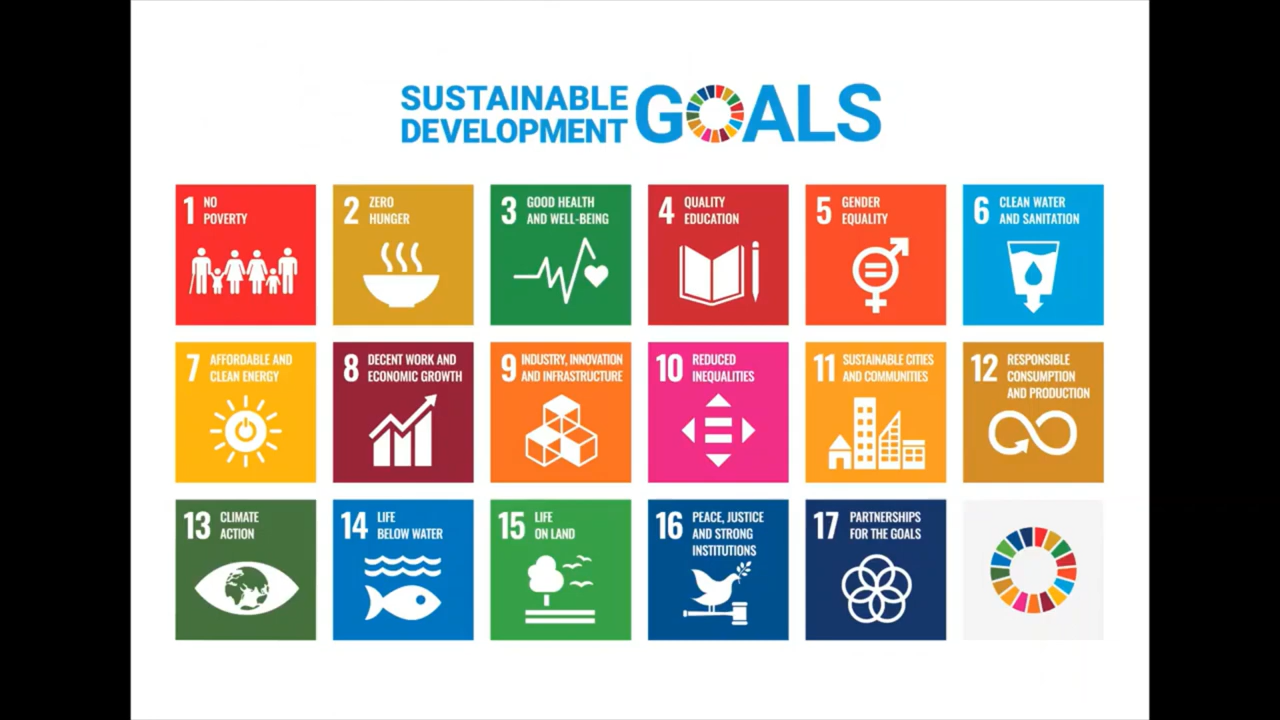 SUSTAINABLE
DEVELOPMENT
GOALS
1 NO
POVERTY
2 ZERO
HUNGER
3 GOOD HEALTH
AND WELL-BEING
4 QUALITY
EDUCATION
5 GENDER
EQUALITY
6 CLEAN WATER
AND SANITATION
7 AFFORDABLE AND
CLEAN ENERGY
8 DECENT WORK AND
ECONOMIC GROWTH
9 INDUSTRY, INNOVATION
AND INFRASTRUCTURE
10 REDUCED
INEQUALITIES
11 SUSTAINABLE CITIES
AND COMMUNITIES
12 RESPONSIBLE
CONSUMPTION
AND PRODUCTION
13 CLIMATE
ACTION
14 LIFE
BELOW WATER
15 LIFE
ON LAND
16 PEACE, JUSTICE
AND STRONG
INSTITUTIONS
17 PARTNERSHIPS
FOR THE GOALS